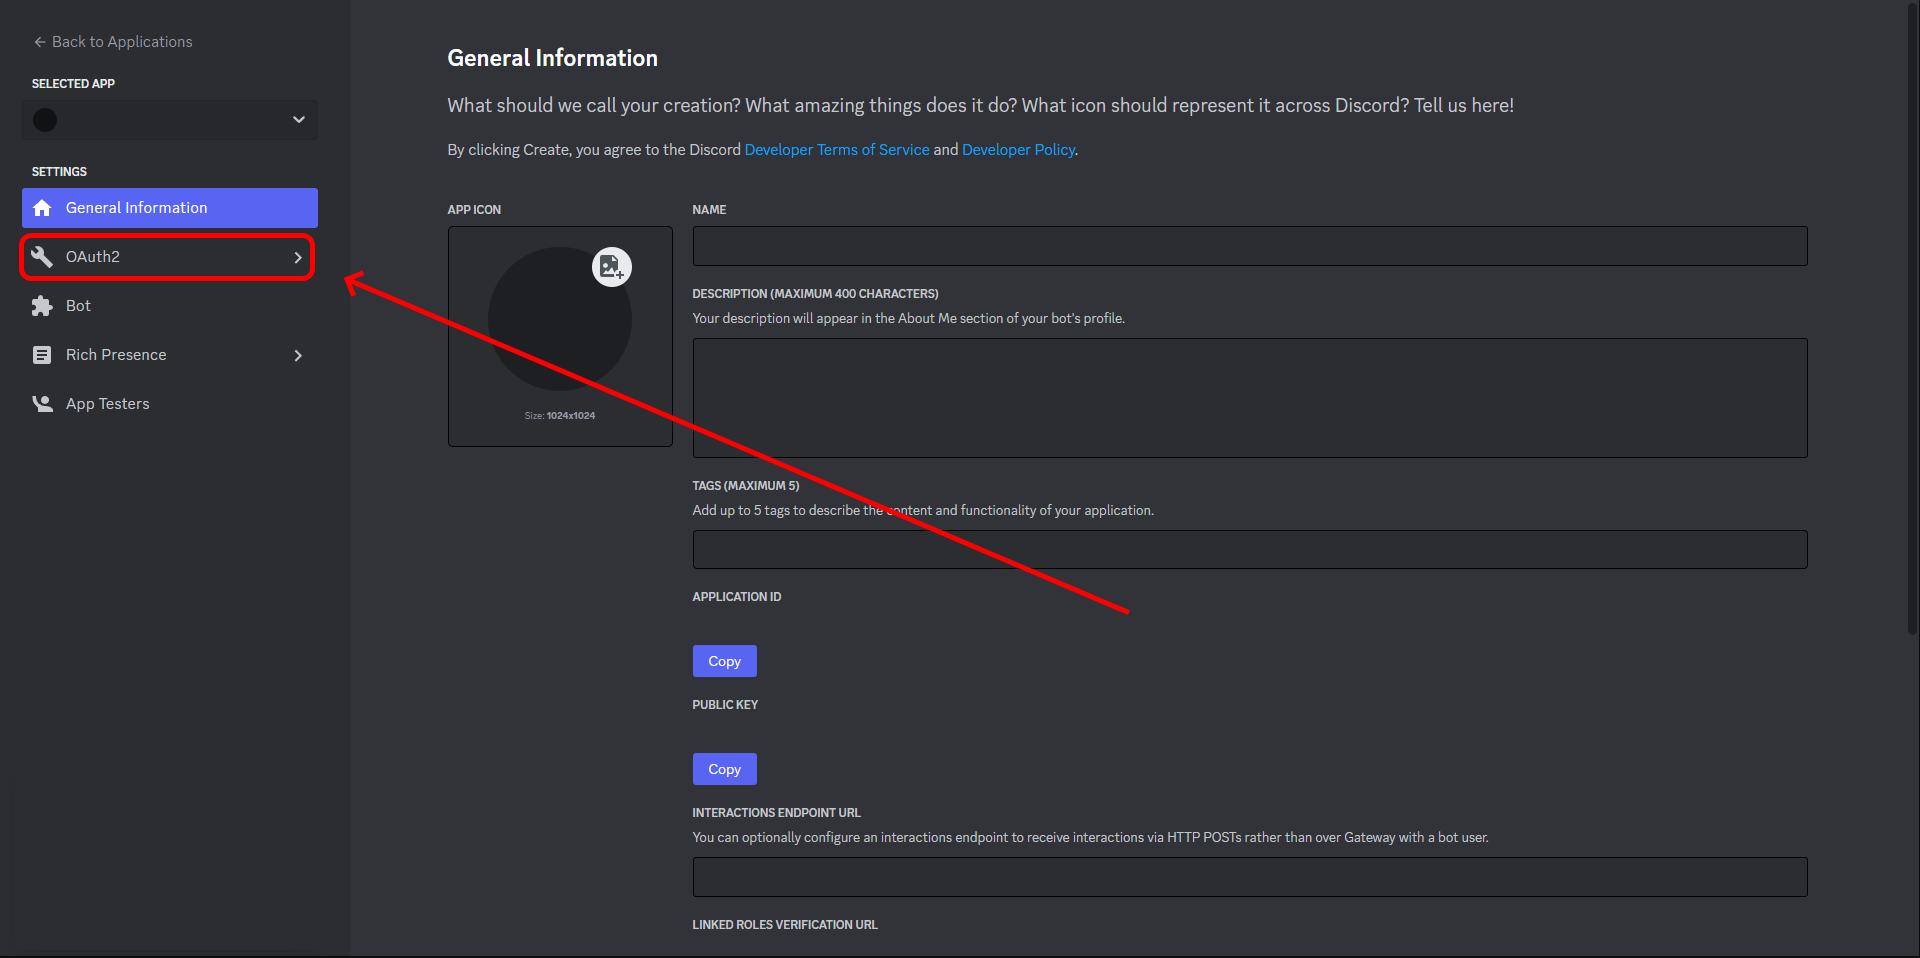 Back to Applications
SELECTED APP
SETTINGS
General Information
OAuth2
Bot
Rich Presence
App Testers
General Information
What should we call your creation? What amazing things does it do? What icon should represent it across Discord? Tell us here!
By clicking Create, you agree to the Discord Developer Terms of Service and Developer Policy.
APP ICON
Size: 1024x1024
NAME
DESCRIPTION (MAXIMUM 400 CHARACTERS)
Your description will appear in the About Me section of your bot's profile.
TAGS (MAXIMUM 5)
Add up to 5 tags to describe the content and functionality of your application.
APPLICATION ID
Copy
PUBLIC KEY
Copy
INTERACTIONS ENDPOINT URL
You can optionally configure an interactions endpoint to receive interactions via HTTP POSTs rather than over Gateway with a bot user.
LINKED ROLES VERIFICATION URL